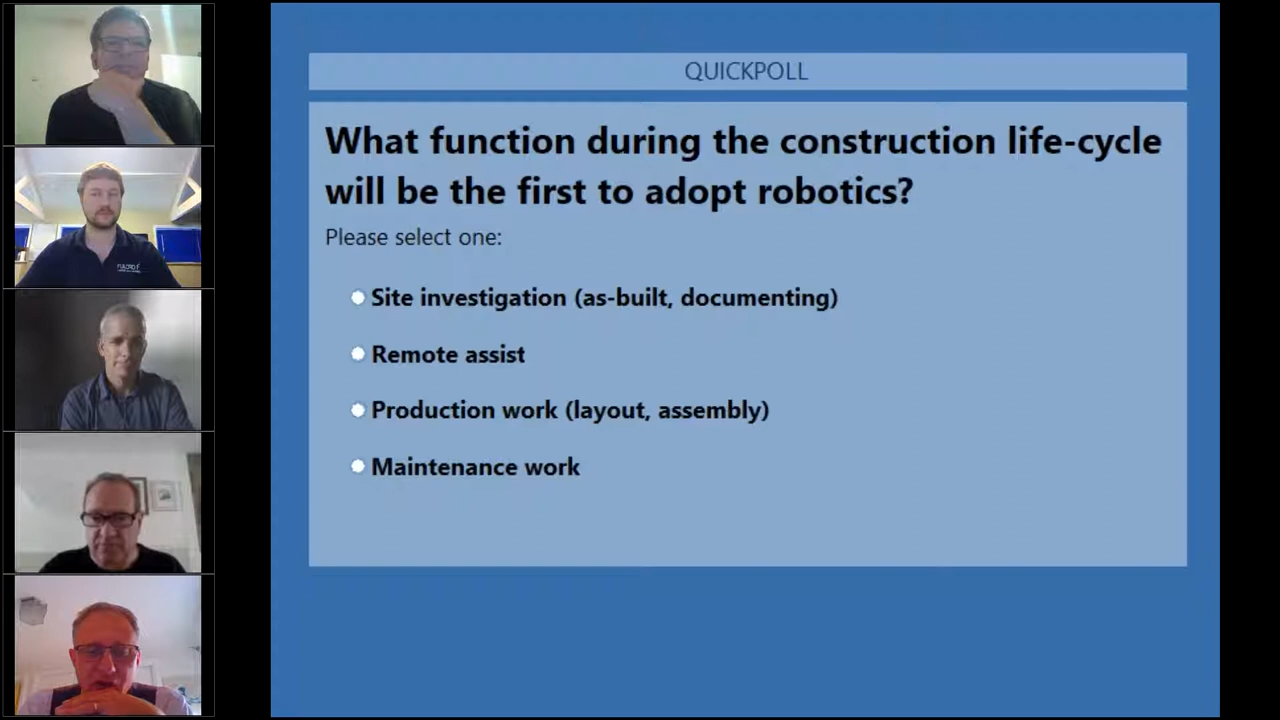 QUICKPOLL
What function during the construction life-cycle
will be the first to adopt robotics?
Please select one:
Site investigation (as-built, documenting)
Remote assist
Production work (layout, assembly)
Maintenance work